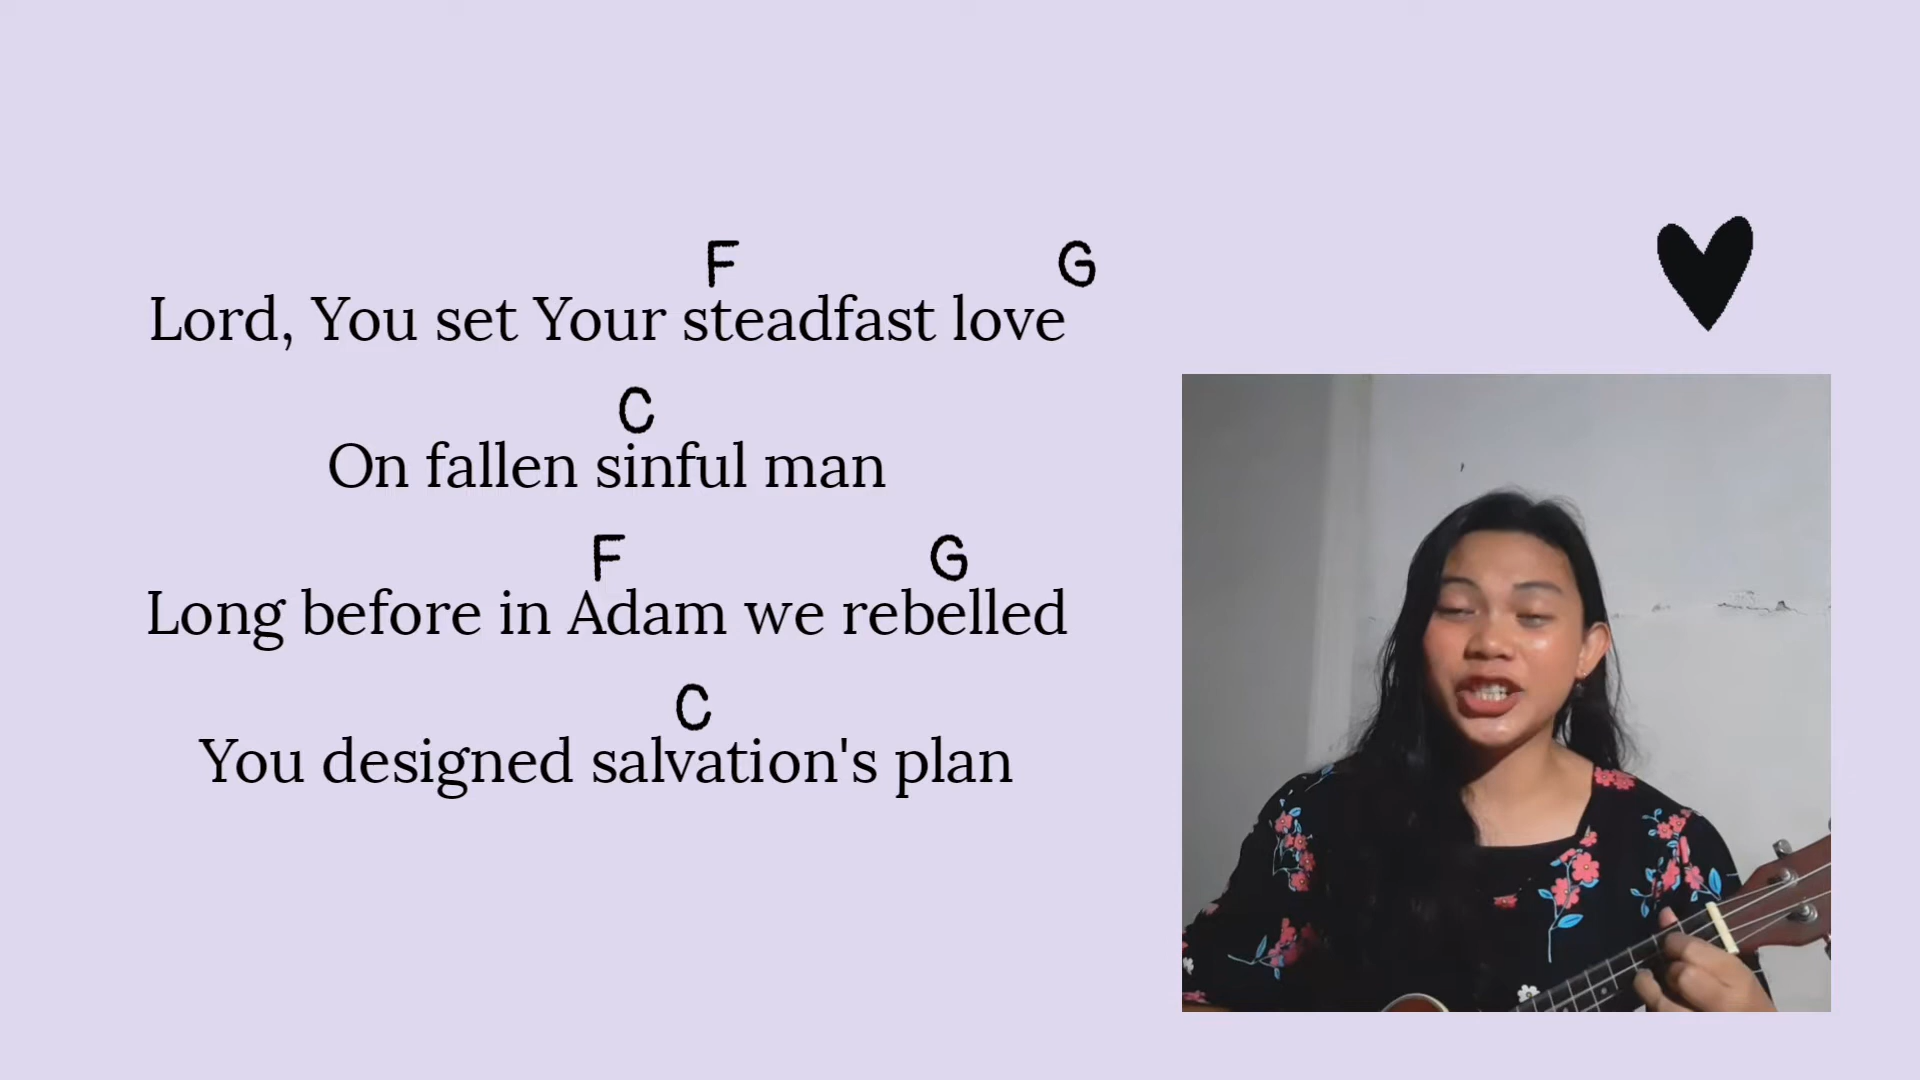 F G
Lord, You set Your steadfast love
C
On fallen sinful man
F G
Long before in Adam we rebelled
C
You designed salvation's plan